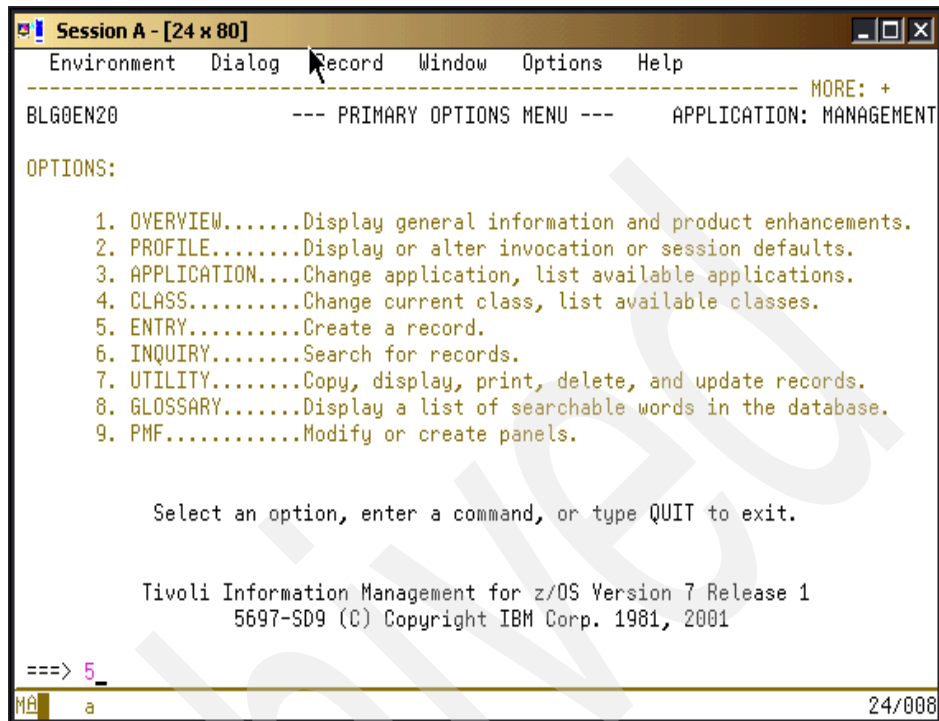 Session A - [24 x 80]
Environment Dialog Record Window Options Help
------------------------------------------------------------------- MORE: +
BLG0EN20 --- PRIMARY OPTIONS MENU --- APPLICATION: MANAGEMENT
OPTIONS:
1. OVERVIEW.......Display general information and product enhancements.
2. PROFILE........Display or alter invocation or session defaults.
3. APPLICATION....Change application, list available applications.
4. CLASS..........Change current class, list available classes.
5. ENTRY..........Create a record.
6. INQUIRY........Search for records.
7. UTILITY........Copy, display, print, delete, and update records.
8. GLOSSARY.......Display a list of searchable words in the database.
9. PMF............Modify or create panels.
Select an option, enter a command, or type QUIT to exit.
Tivoli Information Management for z/OS Version 7 Release 1
5697-SD9 (C) Copyright IBM Corp. 1981, 2001
===> 5_
MA a 24/008
hived